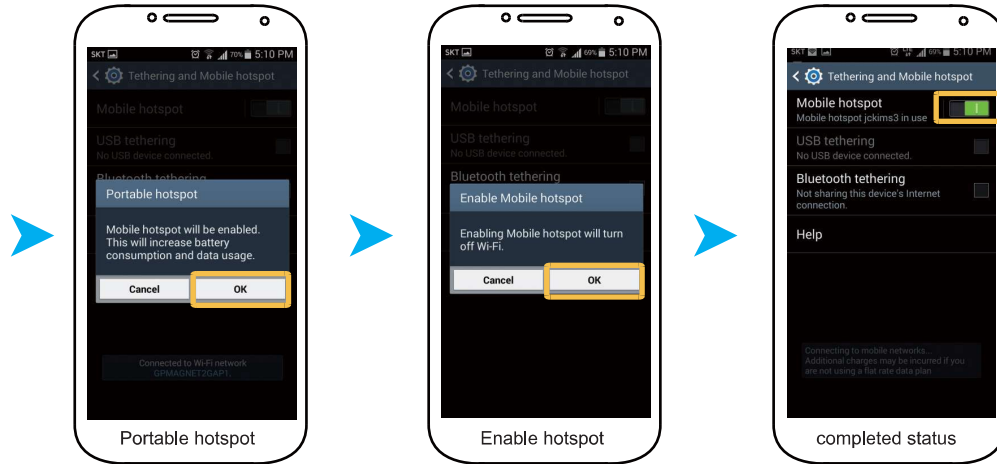 SKT 70% 5:10 PM
Tethering and Mobile hotspot
Mobile hotspot
USB tethering
No USB device connected.
Bluetooth tethering
Portable hotspot
Mobile hotspot will be enabled.
This will increase battery
consumption and data usage.
Cancel OK
Connected to Wi-Fi network
GPMAGNET2GAP1.
Portable hotspot
SKT 69% 5:10 PM
Tethering and Mobile hotspot
Mobile hotspot
USB tethering
No USB device connected.
Bluetooth tethering
Enable Mobile hotspot
Enabling Mobile hotspot will turn
off Wi-Fi.
Cancel OK
Enable hotspot
SKT LTE 69% 5:10 PM
Tethering and Mobile hotspot
Mobile hotspot
Mobile hotspot jckims3 in use
USB tethering
No USB device connected.
Bluetooth tethering
Not sharing this device's Internet
connection.
Help
Connecting to mobile networks...
Additional charges may be incurred if you
are not using a flat rate data plan
completed status